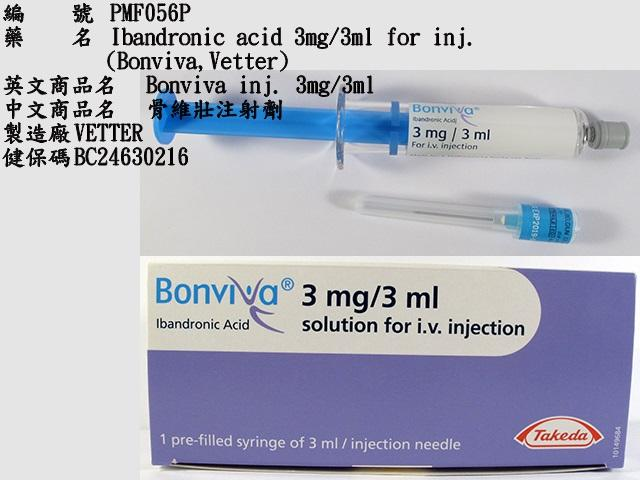 編 號 PMF056P
藥 名 Ibandronic acid 3mg/3ml for inj.
(Bonviva,Vetter)
英文商品名 Bonviva inj. 3mg/3ml
中文商品名 骨維壯注射劑
製造廠VETTER
健保碼BC24630216
Bonviva®
Ibandronic Acid
3 mg / 3 ml
For i.v. injection
Bonviva® 3 mg/3 ml
Ibandronic Acid solution for i.v. injection
1 pre-filled syringe of 3 ml / injection needle
Takeda
10149684